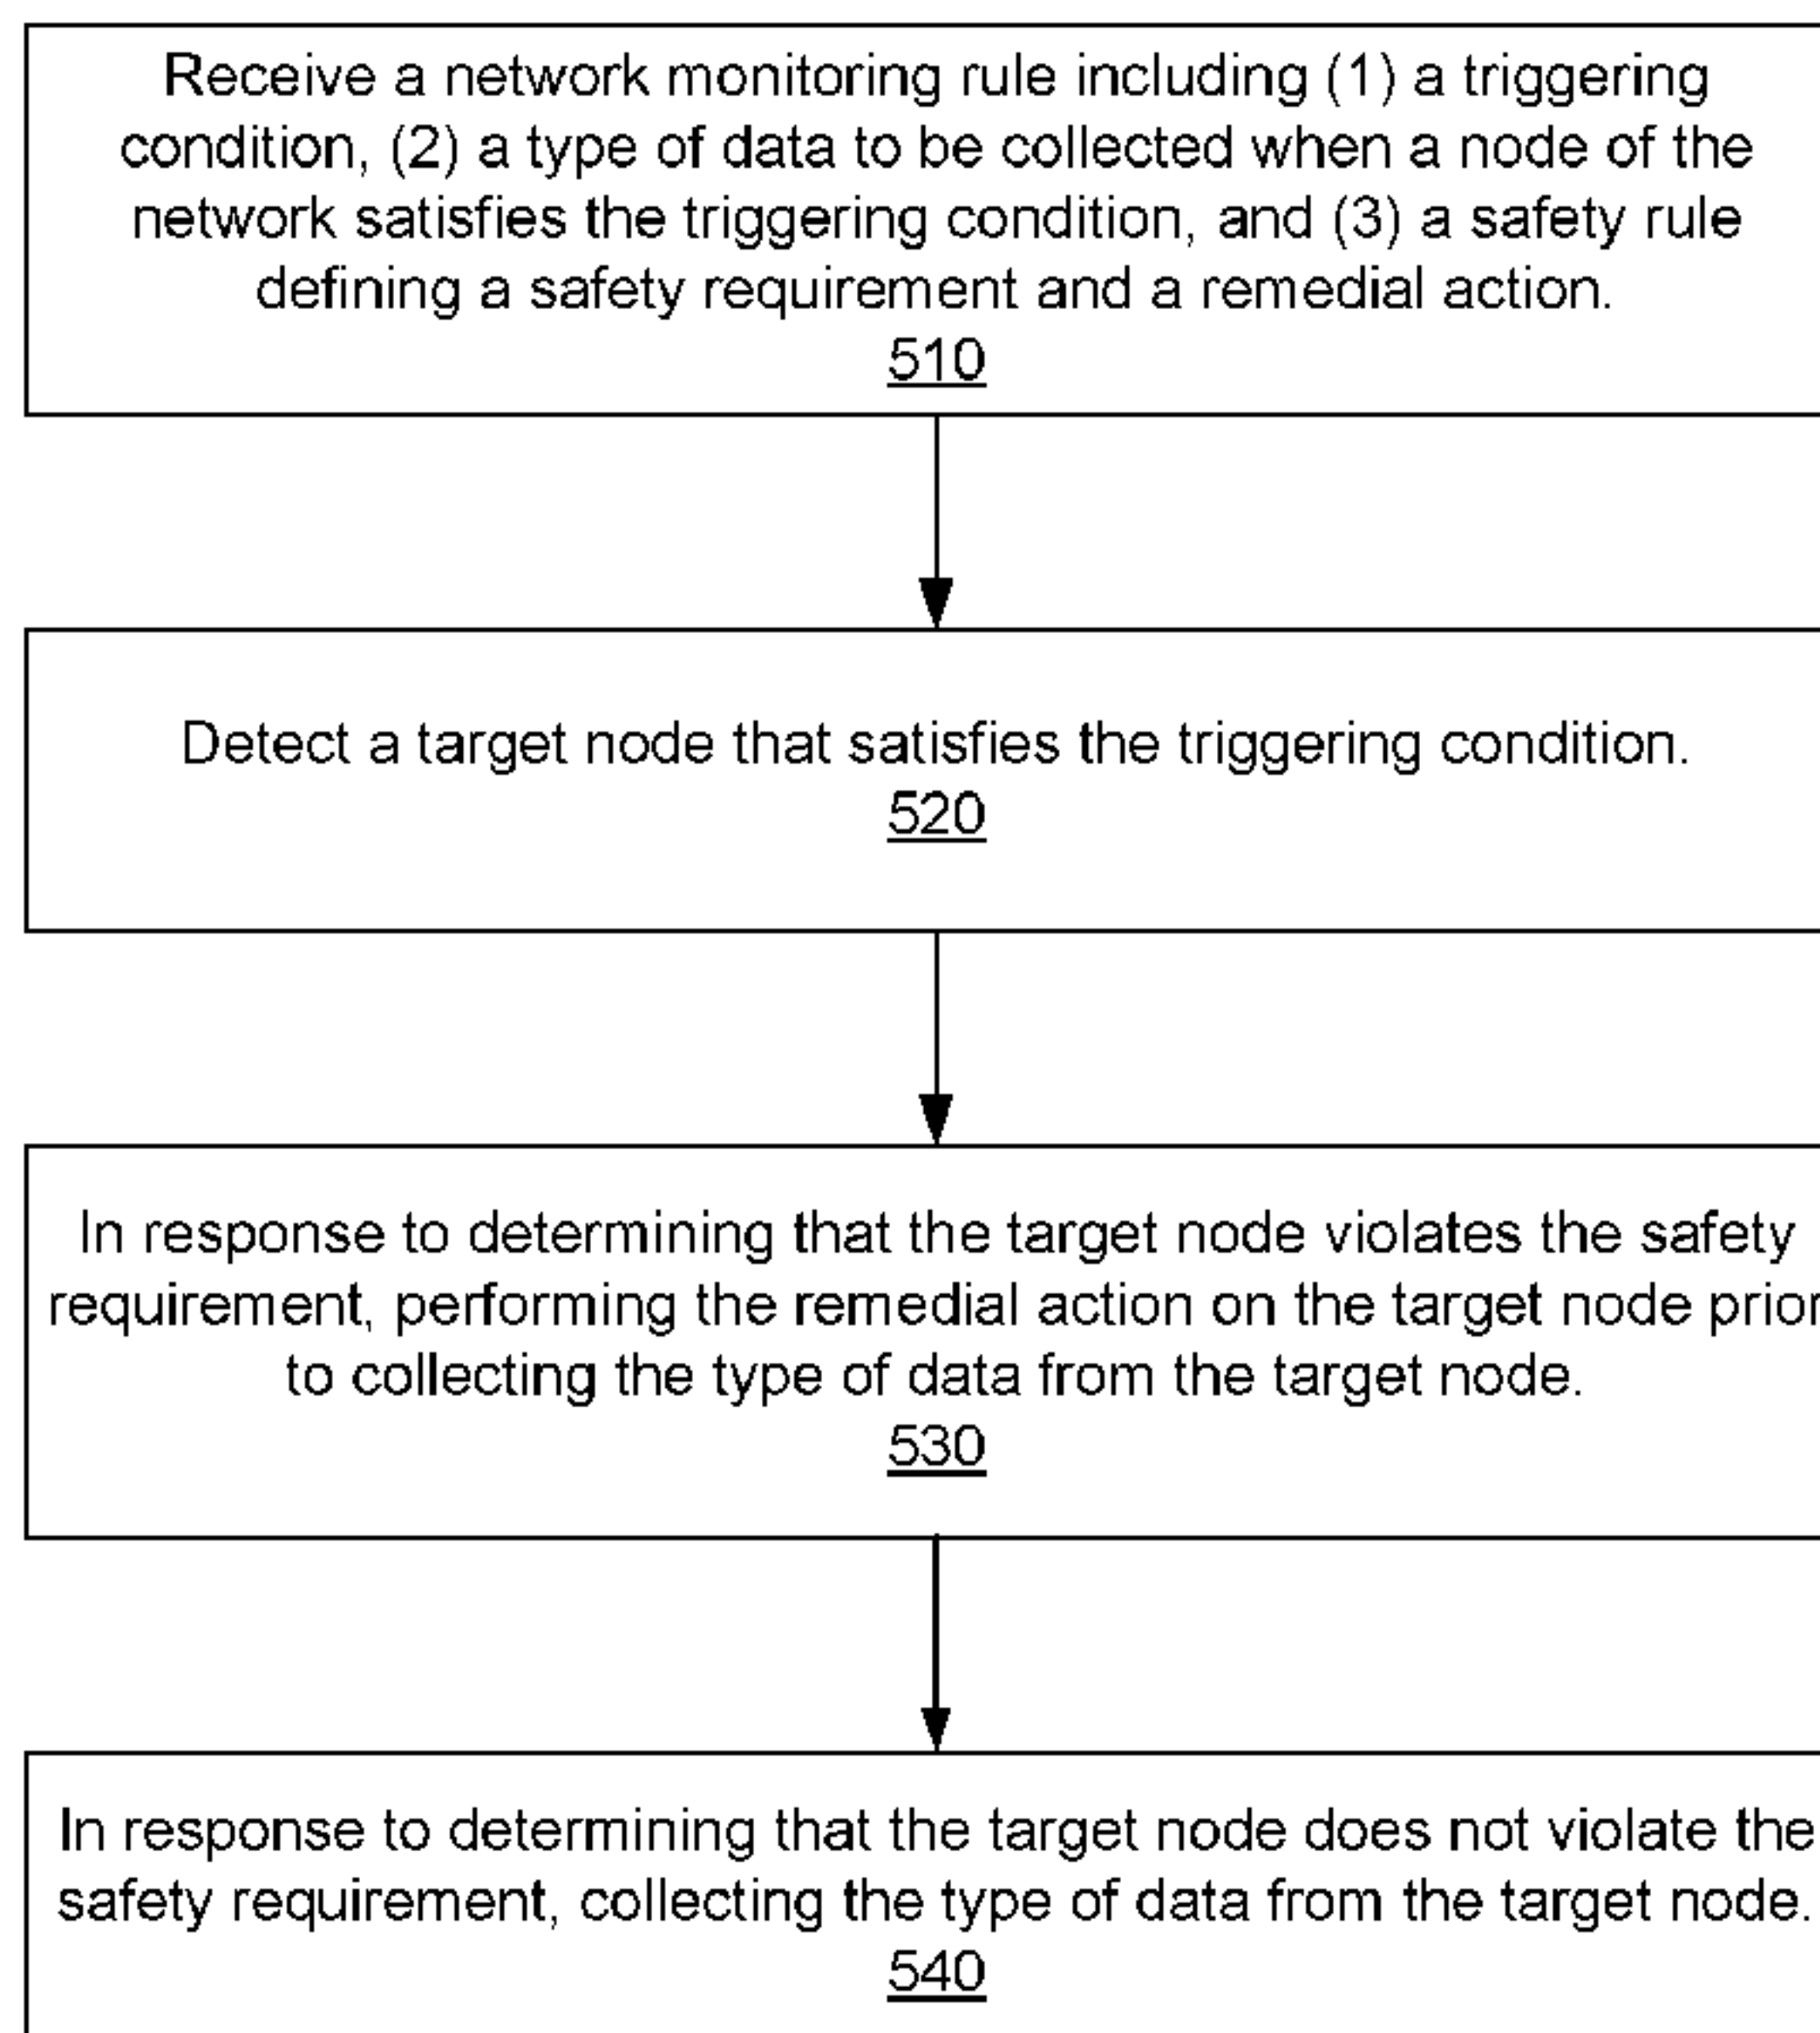 Receive a network monitoring rule including (1) a triggering
condition, (2) a type of data to be collected when a node of the
network satisfies the triggering condition, and (3) a safety rule
defining a safety requirement and a remedial action.
510
Detect a target node that satisfies the triggering condition.
520
In response to determining that the target node violates the safety
requirement, performing the remedial action on the target node prior
to collecting the type of data from the target node.
530
In response to determining that the target node does not violate the
safety requirement, collecting the type of data from the target node.
540